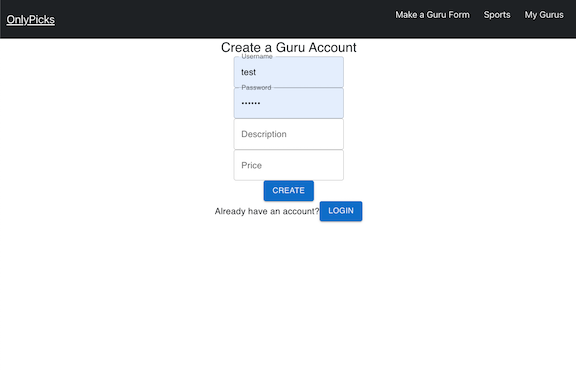 OnlyPicks
Make a Guru Form Sports My Gurus
Create a Guru Account
Username
test
Password
••••••
Description
Price
CREATE
Already have an account? LOGIN